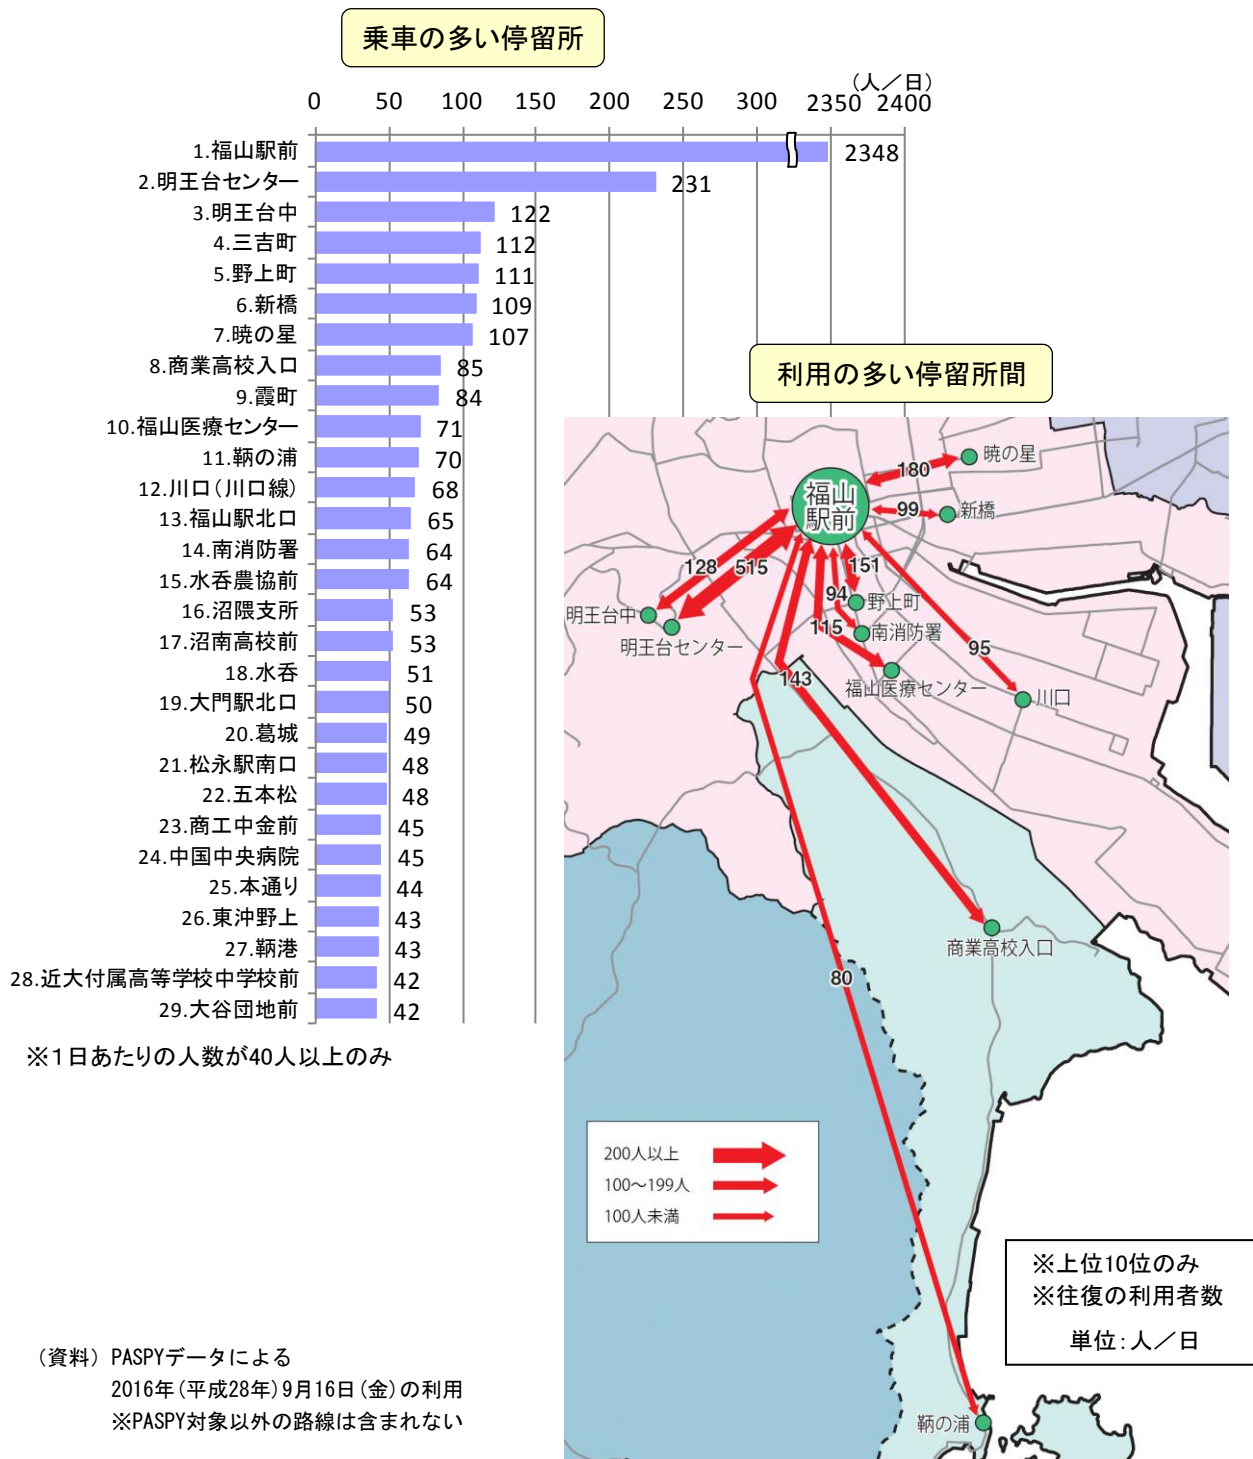 乗車の多い停留所
(人／日)
0 50 100 150 200 250 300 2350 2400
1.福山駅前 2348
2.明王台センター 231
3.明王台中 122
4.三吉町 112
5.野上町 111
6.新橋 109
7.暁の星 107
8.商業高校入口 85
9.霞町 84
10.福山医療センター 71
11.鞆の浦 70
12.川口(川口線) 68
13.福山駅北口 65
14.南消防署 64
15.水呑農協前 64
16.沼隈支所 53
17.沼南高校前 53
18.水呑 51
19.大門駅北口 50
20.葛城 49
21.松永駅南口 48
22.五本松 48
23.商工中金前 45
24.中国中央病院 45
25.本通り 44
26.東沖野上 43
27.鞆港 43
28.近大付属高等学校中学校前 42
29.大谷団地前 42
※1日あたりの人数が40人以上のみ
利用の多い停留所間
暁の星
180
福山
駅前
99
新橋
128
515
151
94
野上町
明王台中
115
南消防署
明王台センター
95
143
福山医療センター
川口
商業高校入口
80
200人以上
100～199人
100人未満
※上位10位のみ
※往復の利用者数
単位:人／日
鞆の浦
(資料) PASPYデータによる
2016年(平成28年)9月16日(金)の利用
※PASPY対象以外の路線は含まれない